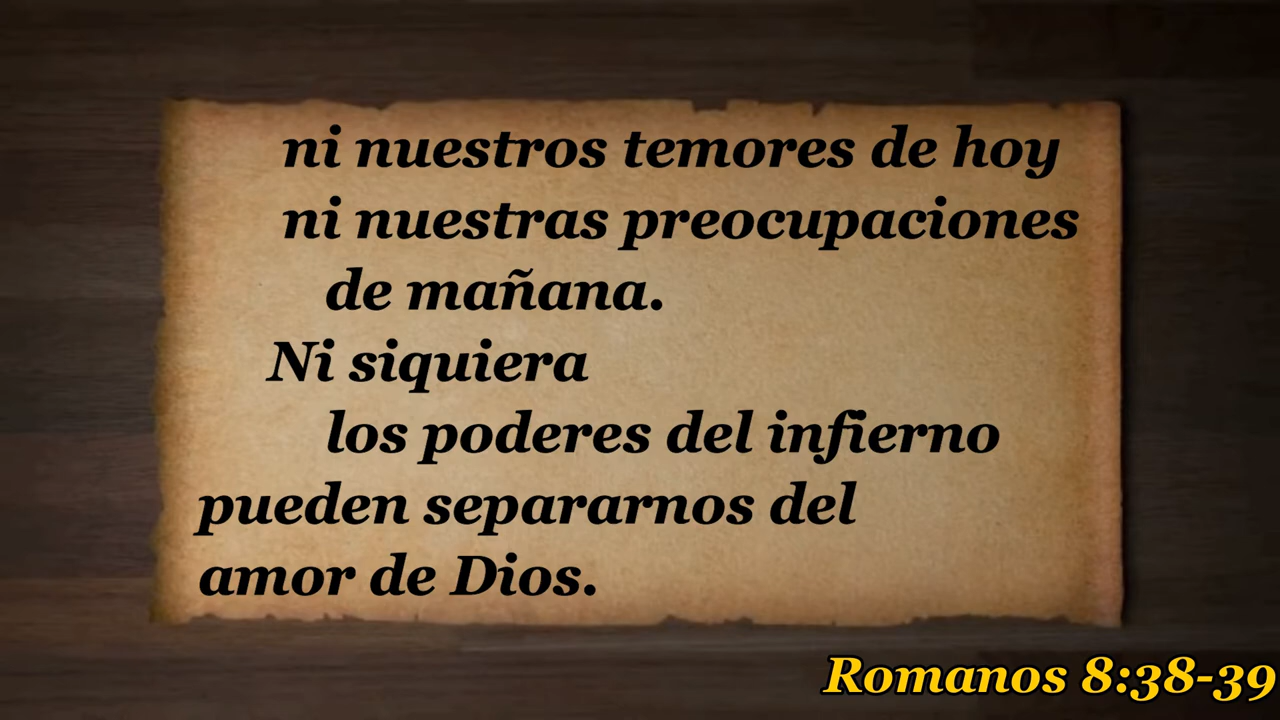 ni nuestros temores de hoy
ni nuestras preocupaciones
de mañana.
Ni siquiera
los poderes del infierno
pueden separarnos del
amor de Dios.
Romanos 8:38-39